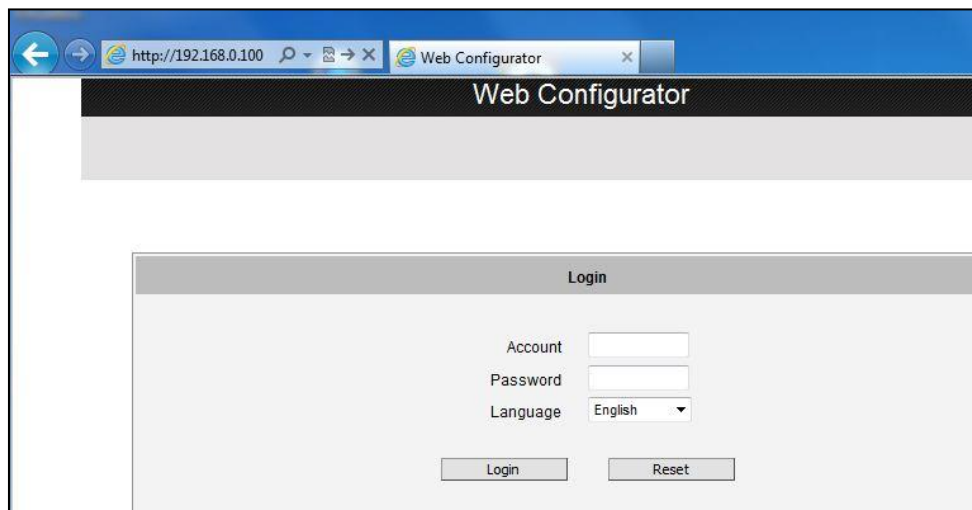 http://192.168.0.100
Web Configurator
Web Configurator
Login
Account
Password
Language English
Login Reset